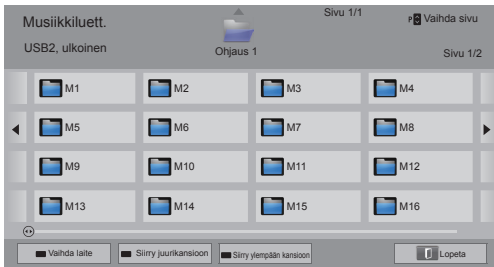 Musiikkiluett.
Sivu 1/1
P Vaihda sivu
USB2, ulkoinen
Ohjaus 1
Sivu 1/2
M1 M2 M3 M4
M5 M6 M7 M8
M9 M10 M11 M12
M13 M14 M15 M16
Vaihda laite Siirry juurikansioon Siirry ylempään kansioon Lopeta